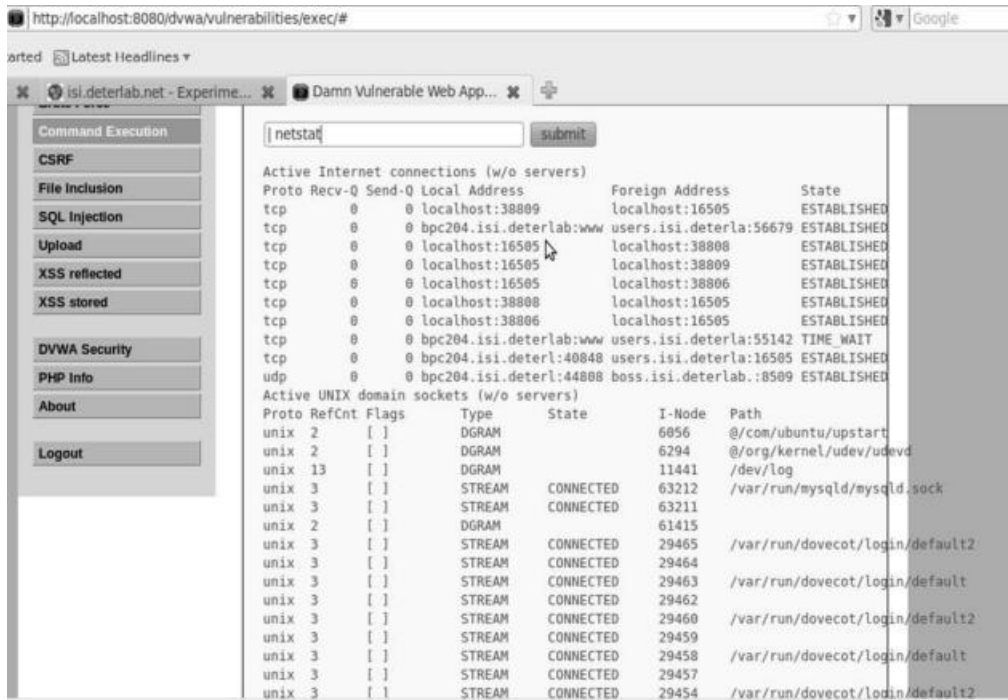 http://localhost:8080/dvwa/vulnerabilities/exec/#
Google
arted Latest Headlines
isi.deterlab.net - Experime... Damn Vulnerable Web App...
Command Execution
CSRF
File Inclusion
SQL Injection
Upload
XSS reflected
XSS stored
DVWA Security
PHP Info
About
Logout
| netstat
submit
Active Internet connections (w/o servers)
Proto Recv-Q Send-Q Local Address Foreign Address State
tcp 0 0 localhost:38809 localhost:16505 ESTABLISHED
tcp 0 0 bpc204.isi.deterlab:www users.isi.deterla:56679 ESTABLISHED
tcp 0 0 localhost:16505 localhost:38808 ESTABLISHED
tcp 0 0 localhost:16505 localhost:38809 ESTABLISHED
tcp 0 0 localhost:16505 localhost:38806 ESTABLISHED
tcp 0 0 localhost:38808 localhost:16505 ESTABLISHED
tcp 0 0 localhost:38806 localhost:16505 ESTABLISHED
tcp 0 0 bpc204.isi.deterlab:www users.isi.deterla:55142 TIME_WAIT
tcp 0 0 bpc204.isi.deterl:40848 users.isi.deterla:16505 ESTABLISHED
udp 0 0 bpc204.isi.deterl:44808 boss.isi.deterlab.:8509 ESTABLISHED
Active UNIX domain sockets (w/o servers)
Proto RefCnt Flags Type State I-Node Path
unix 2 [ ] DGRAM 6056 @/com/ubuntu/upstart
unix 2 [ ] DGRAM 6294 @/org/kernel/udev/udevd
unix 13 [ ] DGRAM 11441 /dev/log
unix 3 [ ] STREAM CONNECTED 63212 /var/run/mysqld/mysqld.sock
unix 3 [ ] STREAM CONNECTED 63211
unix 2 [ ] DGRAM 61415
unix 3 [ ] STREAM CONNECTED 29465 /var/run/dovecot/login/default2
unix 3 [ ] STREAM CONNECTED 29464
unix 3 [ ] STREAM CONNECTED 29463 /var/run/dovecot/login/default
unix 3 [ ] STREAM CONNECTED 29462
unix 3 [ ] STREAM CONNECTED 29460 /var/run/dovecot/login/default2
unix 3 [ ] STREAM CONNECTED 29459
unix 3 [ ] STREAM CONNECTED 29458 /var/run/dovecot/login/default
unix 3 [ ] STREAM CONNECTED 29457
unix 3 [ ] STREAM CONNECTED 29454 /var/run/dovecot/login/default2